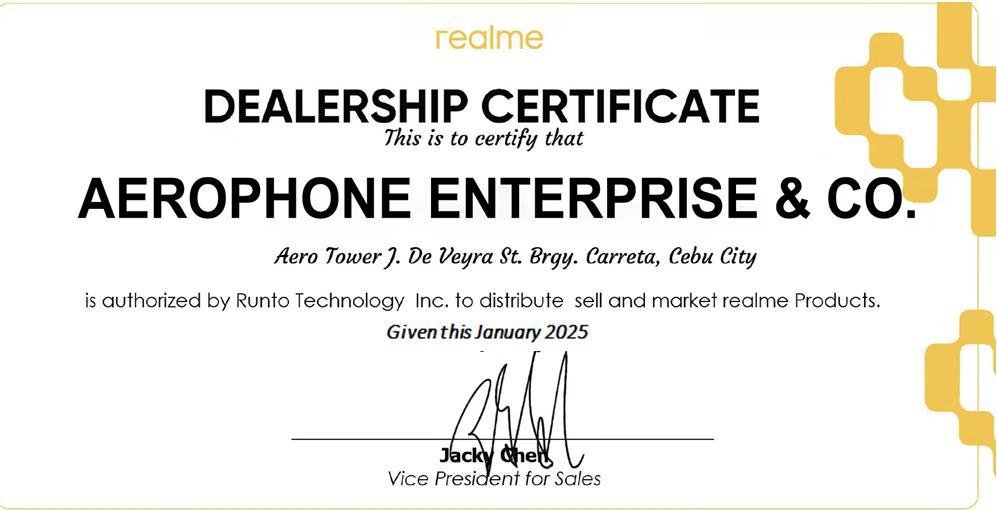 realme
DEALERSHIP CERTIFICATE
This is to certify that
AEROPHONE ENTERPRISE & CO.
Aero Tower J. De Veyra St. Brgy. Carreta, Cebu City
is authorized by Runto Technology Inc. to distribute sell and market realme Products.
Given this January 2025
Jacky Chen
Vice President for Sales